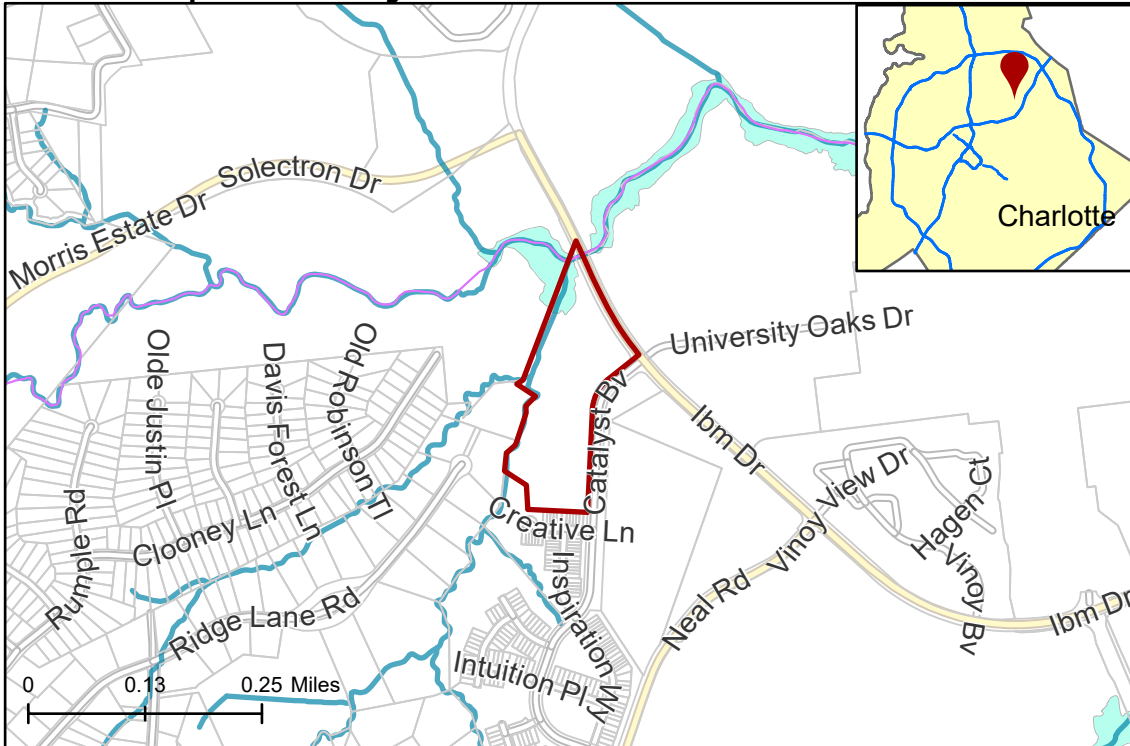 Charlotte
Solectron Dr
Morris Estate Dr
University Oaks Dr
Olde Justin Pl
Davis Forest Ln
Old Robinson Tl
Catalyst Bv
Ibm Dr
Clooney Ln
Creative Ln
Rumple Rd
Vinoy View Dr
Hagen Ct
Inspiration Wy
Neal Rd
Vinoy Bv
Ibm Dr
Ridge Lane Rd
Intuition Pl
0 0.13 0.25 Miles